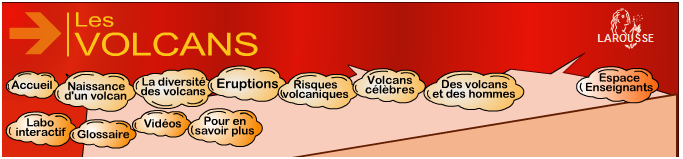 Les
VOLCANS
LAROUSSE
Accueil
Naissance
d'un volcan
La diversité
des volcans
Eruptions
Risques
volcaniques
Volcans
célèbres
Des volcans
et des hommes
Espace
Enseignants
Labo
interactif
Glossaire
Vidéos
Pour en
savoir plus